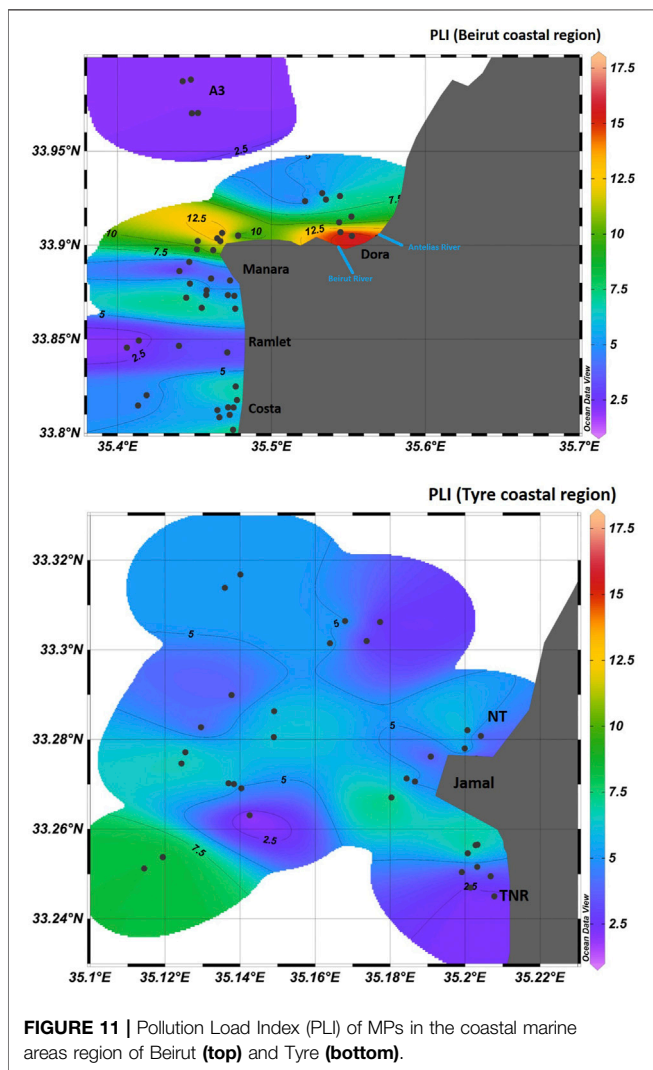 PLI (Beirut coastal region)
A3
2.5
33.95°N
5
7.5
12.5
10
10
12.5
33.9°N
7.5
Dora
Antelias River
Manara
Beirut River
5
33.85°N
2.5
Ramlet
5
Costa
33.8°N
35.4°E
35.5°E
35.6°E
35.7°E
17.5
15
12.5
10
7.5
5
2.5
Ocean Data View
PLI (Tyre coastal region)
33.32°N
5
5
33.3°N
NT
5
33.28°N
5
Jamal
33.26°N
2.5
7.5
2.5
TNR
33.24°N
35.1°E
35.12°E
35.14°E
35.16°E
35.18°E
35.2°E
35.22°E
17.5
15
12.5
10
7.5
5
2.5
Ocean Data View
FIGURE 11 | Pollution Load Index (PLI) of MPs in the coastal marine
areas region of Beirut (top) and Tyre (bottom).